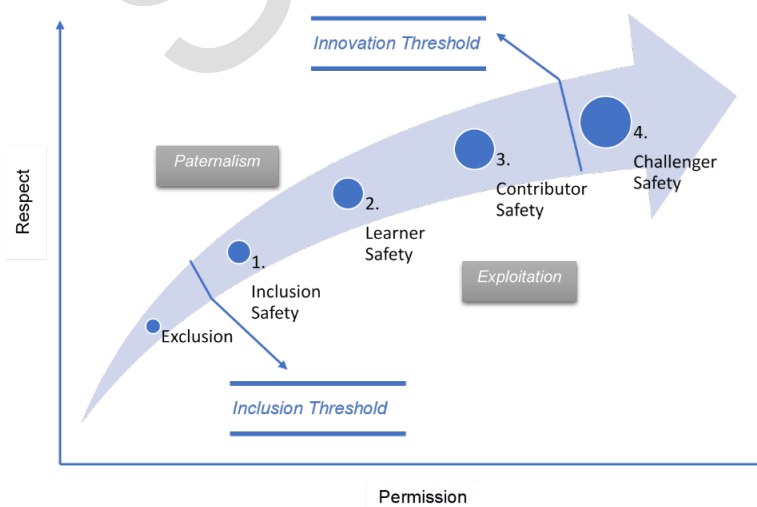 Innovation Threshold
Respect
Paternalism
4.
Challenger
Safety
3.
Contributor
Safety
2.
Learner
Safety
1.
Inclusion
Safety
Exploitation
Exclusion
Inclusion Threshold
Permission